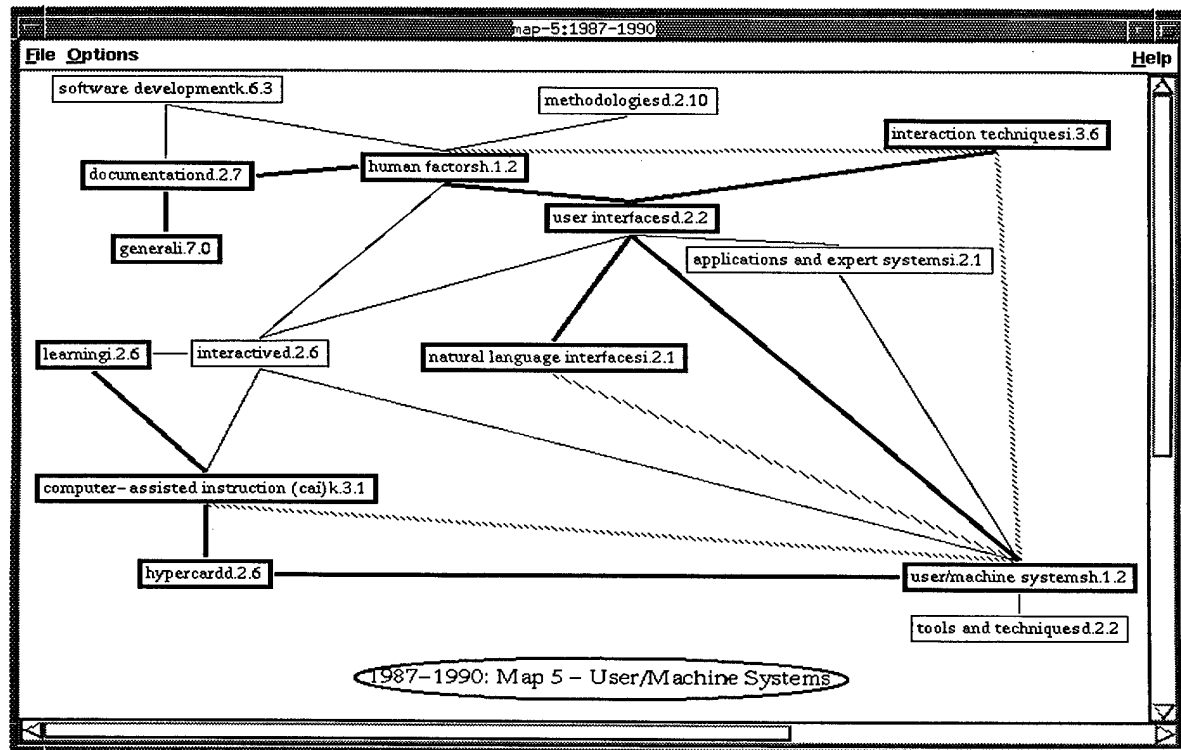 map-5:1987-1990
File Options
Help
software developmentk.6.3
methodologiesd.2.10
interaction techniquesi.3.6
human factorsh.1.2
documentationd.2.7
user interfacesd.2.2
generali.7.0
applications and expert systemsi.2.1
learningi.2.6
interactived.2.6
natural language interfacesi.2.1
computer-assisted instruction (cai)k.3.1
hypercardd.2.6
user/machine systemsh.1.2
tools and techniquesd.2.2
1987-1990: Map 5 - User/Machine Systems